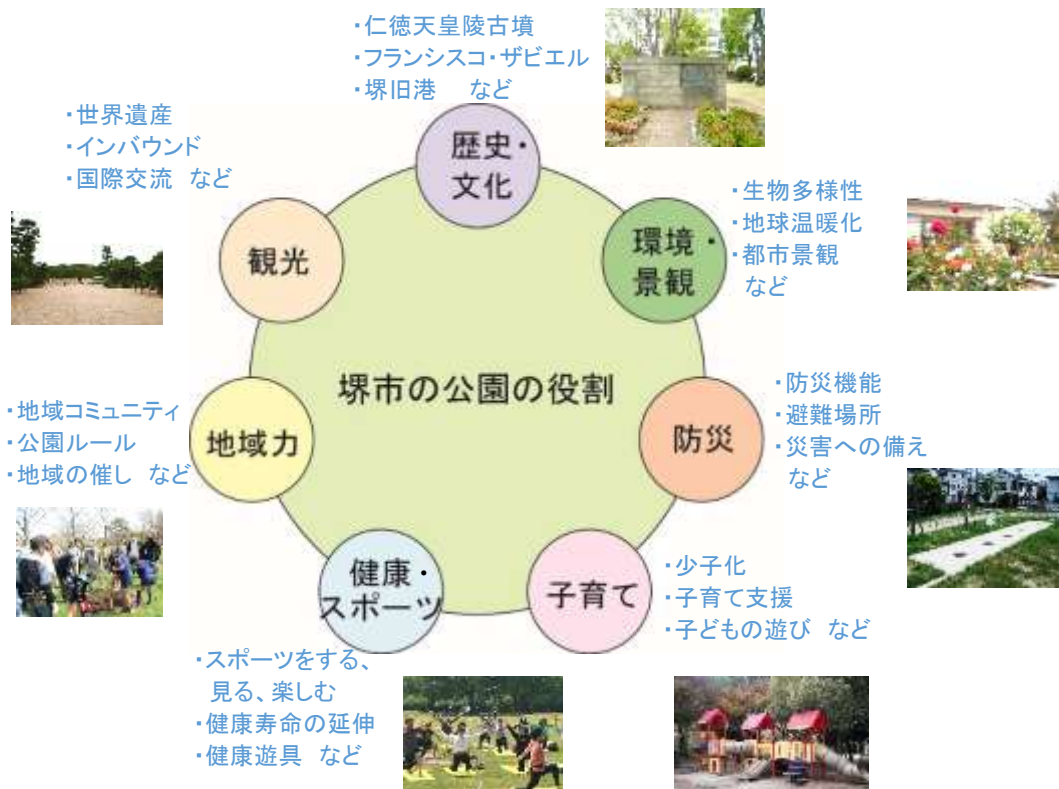 ・仁徳天皇陵古墳
・フランシスコ・ザビエル
・堺旧港　など
歴史・
文化
・世界遺産
・インバウンド
・国際交流　など
観光
・生物多様性
・地球温暖化
・都市景観
など
環境・
景観
堺市の公園の役割
・防災機能
・避難場所
・災害への備え
など
防災
・地域コミュニティ
・公園ルール
・地域の催し　など
地域力
健康・
スポーツ
・スポーツをする、
見る、楽しむ
・健康寿命の延伸
・健康遊具　など
子育て
・少子化
・子育て支援
・子どもの遊び　など